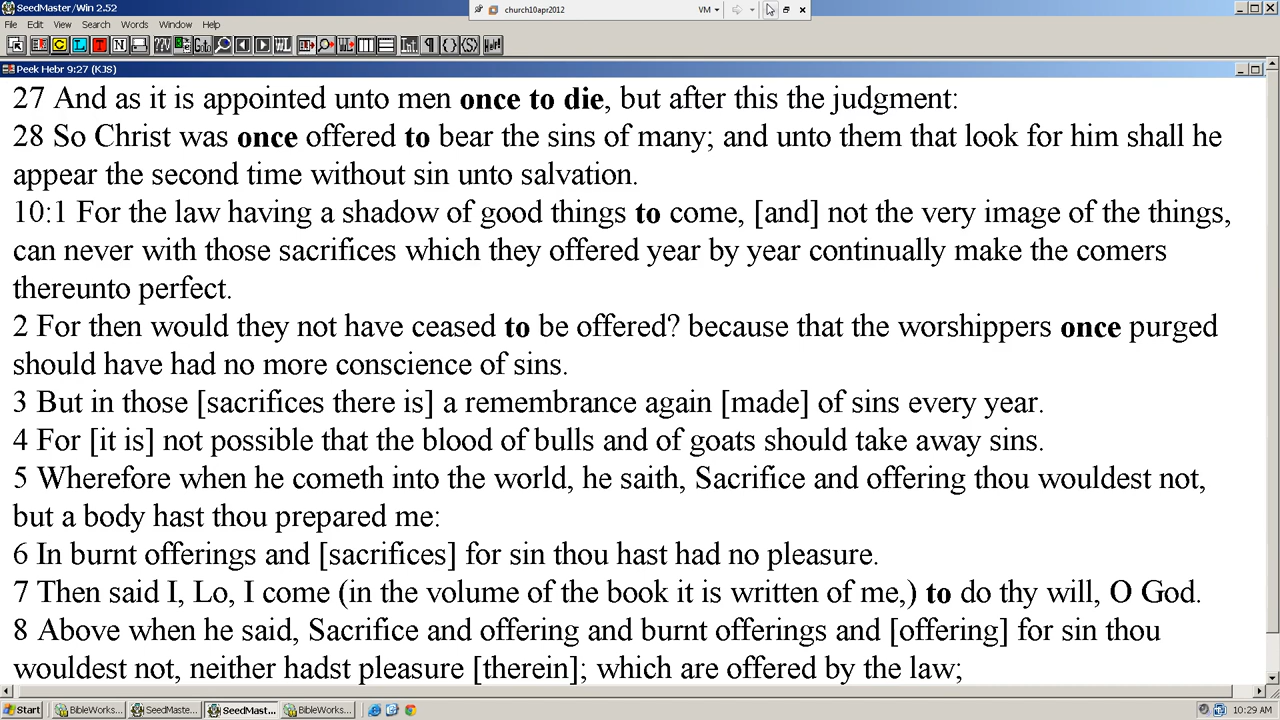 SeedMaster/Win 2.52
church10apr2012
VM
File Edit View Search Words Window Help
Peek Hebr 9:27 (KJS)
27 And as it is appointed unto men once to die, but after this the judgment:
28 So Christ was once offered to bear the sins of many; and unto them that look for him shall he
appear the second time without sin unto salvation.
10:1 For the law having a shadow of good things to come, [and] not the very image of the things,
can never with those sacrifices which they offered year by year continually make the comers
thereunto perfect.
2 For then would they not have ceased to be offered? because that the worshippers once purged
should have had no more conscience of sins.
3 But in those [sacrifices there is] a remembrance again [made] of sins every year.
4 For [it is] not possible that the blood of bulls and of goats should take away sins.
5 Wherefore when he cometh into the world, he saith, Sacrifice and offering thou wouldest not,
but a body hast thou prepared me:
6 In burnt offerings and [sacrifices] for sin thou hast had no pleasure.
7 Then said I, Lo, I come (in the volume of the book it is written of me,) to do thy will, O God.
8 Above when he said, Sacrifice and offering and burnt offerings and [offering] for sin thou
wouldest not, neither hadst pleasure [therein]; which are offered by the law;
Start BibleWorks... SeedMaste... SeedMast... BibleWorks... 10:29 AM